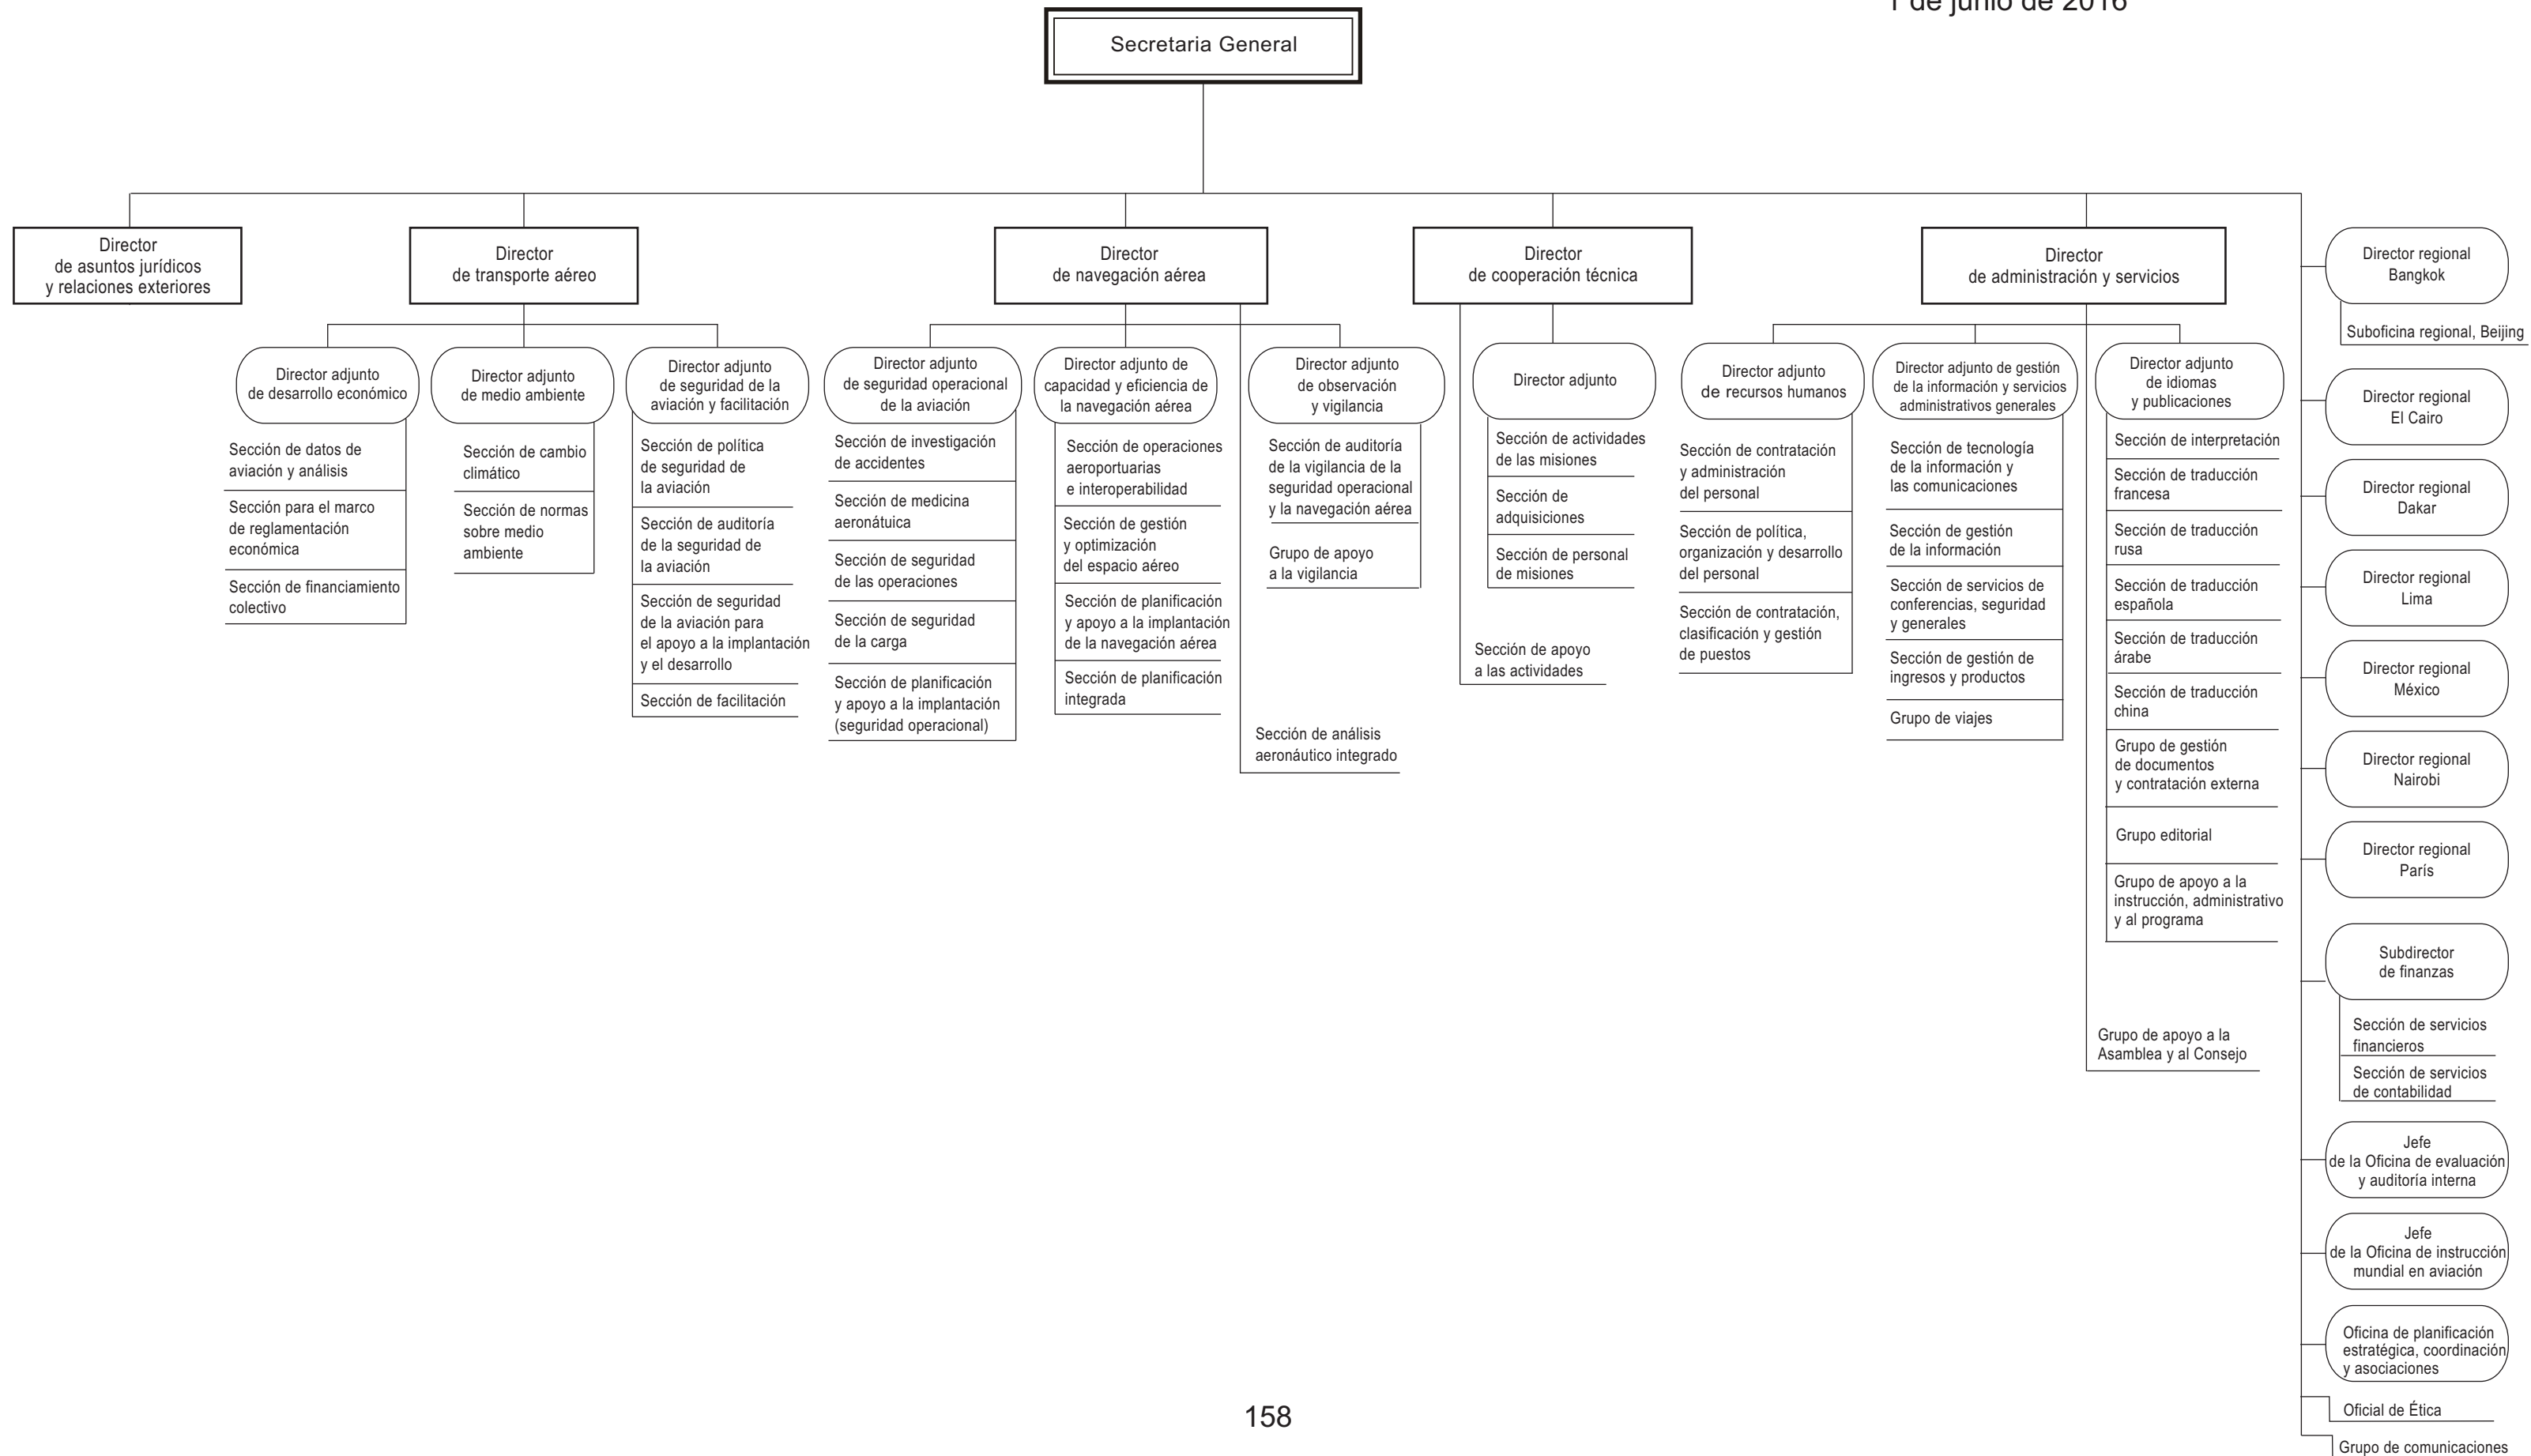 1 de junio de 2016
Secretaria General
Director
de asuntos jurídicos
y relaciones exteriores
Director
de transporte aéreo
Director
de navegación aérea
Director
de cooperación técnica
Director
de administración y servicios
Director adjunto
de desarrollo económico
Sección de datos de
aviación y análisis
Sección para el marco
de reglamentación
económica
Sección de financiamiento
colectivo
Director adjunto
de medio ambiente
Sección de cambio
climático
Sección de normas
sobre medio
ambiente
Director adjunto
de seguridad de la
aviación y facilitación
Sección de política
de seguridad de
la aviación
Sección de auditoría
de la seguridad de
la aviación
Sección de seguridad
de la aviación para
el apoyo a la implantación
y el desarrollo
Sección de facilitación
Director adjunto
de seguridad operacional
de la aviación
Sección de investigación
de accidentes
Sección de medicina
aeronátuica
Sección de seguridad
de las operaciones
Sección de seguridad
de la carga
Sección de planificación
y apoyo a la implantación
(seguridad operacional)
Director adjunto de
capacidad y eficiencia de
la navegación aérea
Sección de operaciones
aeroportuarias
e interoperabilidad
Sección de gestión
y optimización
del espacio aéreo
Sección de planificación
y apoyo a la implantación
de la navegación aérea
Sección de planificación
integrada
Director adjunto
de observación
y vigilancia
Sección de auditoría
de la vigilancia de la
seguridad operacional
y la navegación aérea
Grupo de apoyo
a la vigilancia
Sección de análisis
aeronáutico integrado
Director adjunto
Sección de actividades
de las misiones
Sección de
adquisiciones
Sección de personal
de misiones
Sección de apoyo
a las actividades
Director adjunto
de recursos humanos
Sección de contratación
y administración
del personal
Sección de política,
organización y desarrollo
del personal
Sección de contratación,
clasificación y gestión
de puestos
Director adjunto de gestión
de la información y servicios
administrativos generales
Sección de tecnología
de la información y
las comunicaciones
Sección de gestión
de la información
Sección de servicios de
conferencias, seguridad
y generales
Sección de gestión de
ingresos y productos
Grupo de viajes
Director adjunto
de idiomas
y publicaciones
Sección de interpretación
Sección de traducción
francesa
Sección de traducción
rusa
Sección de traducción
española
Sección de traducción
árabe
Sección de traducción
china
Grupo de gestión
de documentos
y contratación externa
Grupo editorial
Grupo de apoyo a la
instrucción, administrativo
y al programa
Grupo de apoyo a la
Asamblea y al Consejo
Director regional
Bangkok
Suboficina regional, Beijing
Director regional
El Cairo
Director regional
Dakar
Director regional
Lima
Director regional
México
Director regional
Nairobi
Director regional
París
Subdirector
de finanzas
Sección de servicios
financieros
Sección de servicios
de contabilidad
Jefe
de la Oficina de evaluación
y auditoría interna
Jefe
de la Oficina de instrucción
mundial en aviación
Oficina de planificación
estratégica, coordinación
y asociaciones
Oficial de Ética
Grupo de comunicaciones
158